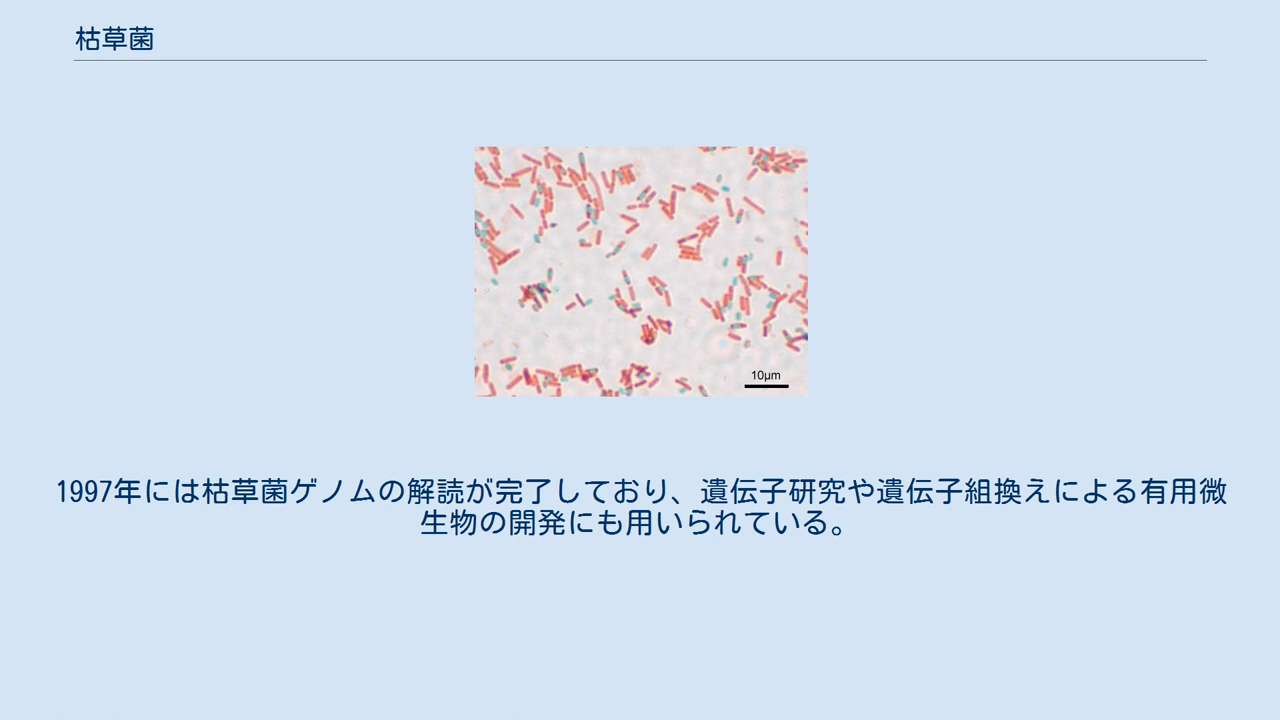 枯草菌
10μm
1997年には枯草菌ゲノムの解読が完了しており、遺伝子研究や遺伝子組換えによる有用微
生物の開発にも用いられている。